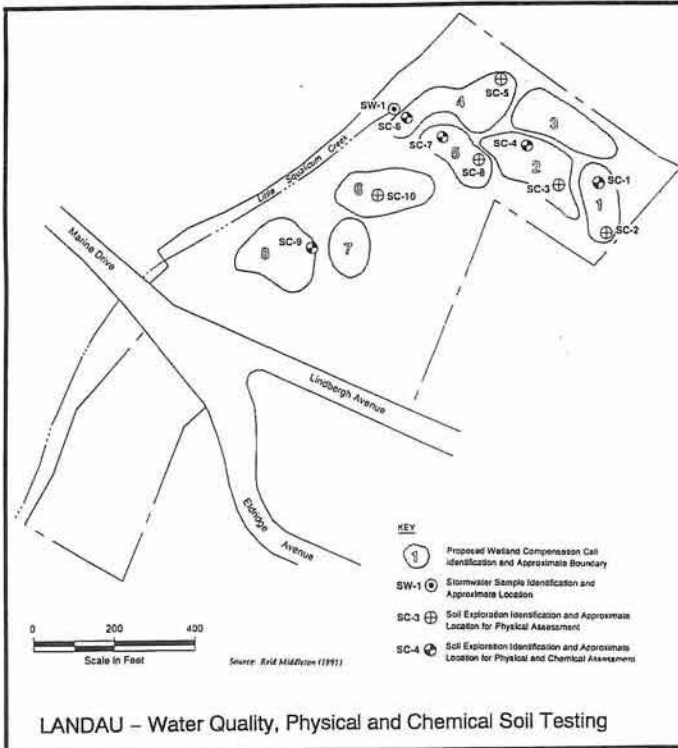 SC-5
4
SW-1
SC-6
3
SC-7
SC-4
5
2
SC-8
SC-3
SC-1
1
SC-2
Little Squalicum Creek
6
SC-10
SC-9
8
7
Marine Drive
Lindbergh Avenue
Eldridge Avenue
KEY
1
Proposed Wetland Compensation Cell
Identification and Approximate Boundary
SW-1
Stormwater Sample Identification and
Approximate Location
SC-3
Soil Exploration Identification and Approximate
Location for Physical Assessment
SC-4
Soil Exploration Identification and Approximate
Location for Physical and Chemical Assessment
0 200 400
Scale in Feet
Source: Reid Middleton (1991)
LANDAU – Water Quality, Physical and Chemical Soil Testing